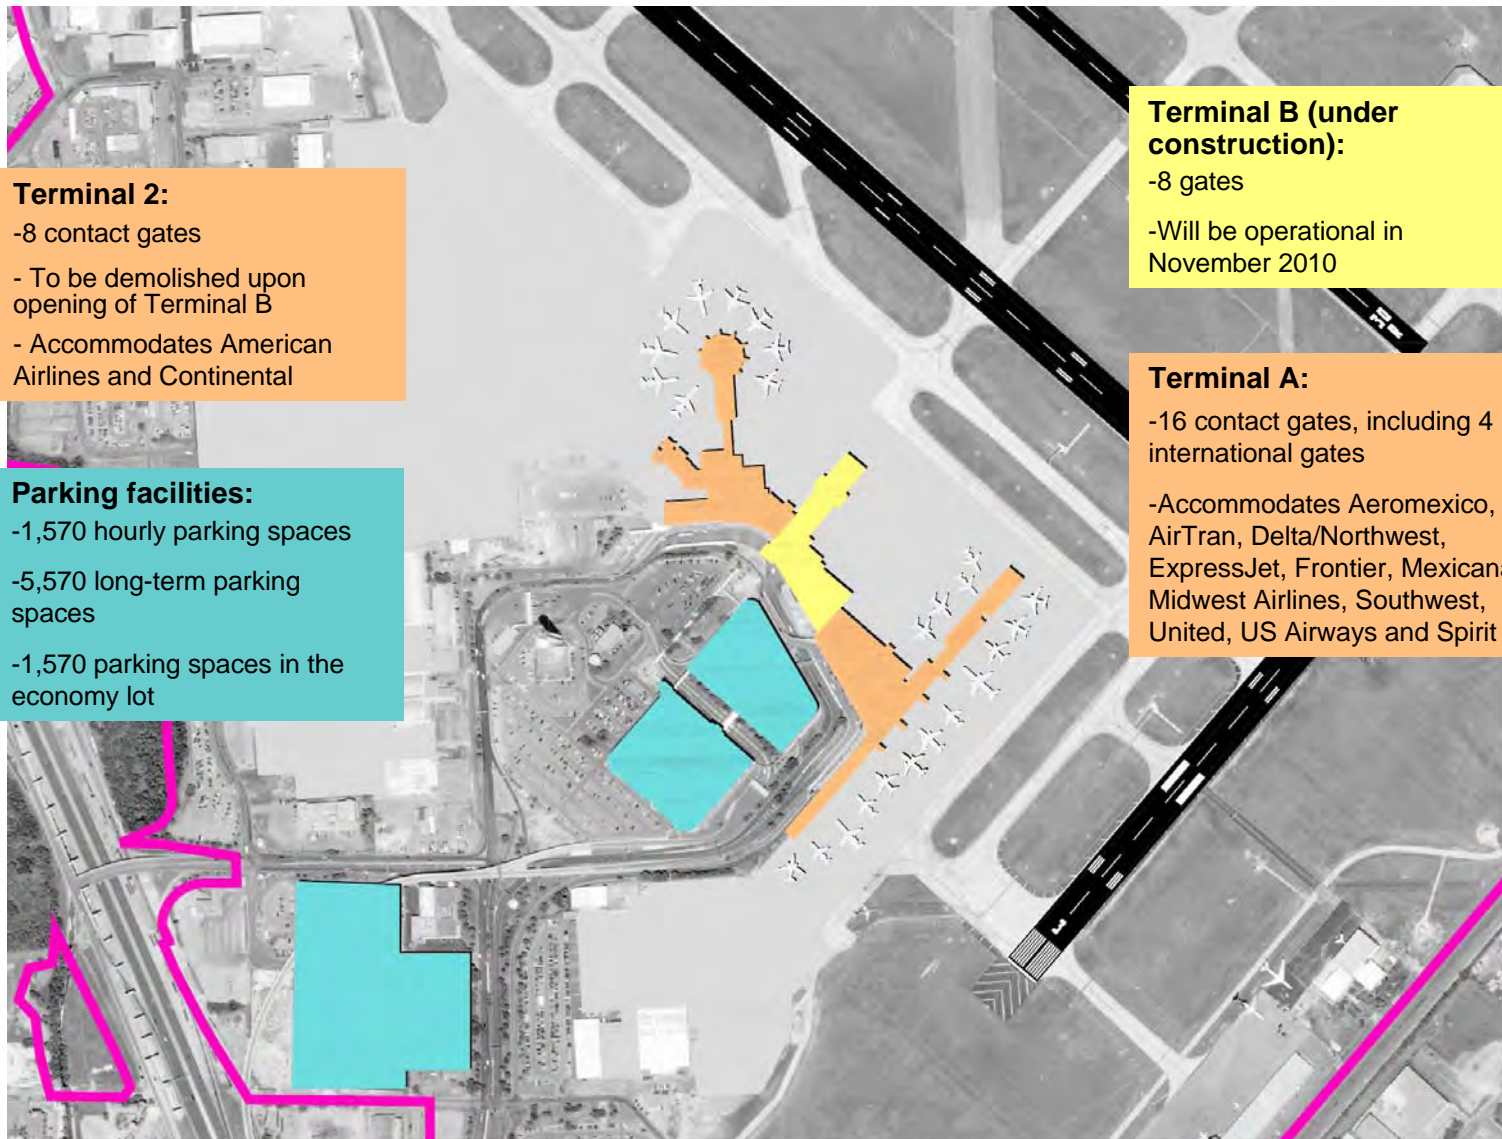 Terminal 2:
-8 contact gates
- To be demolished upon
opening of Terminal B
- Accommodates American
Airlines and Continental
Parking facilities:
-1,570 hourly parking spaces
-5,570 long-term parking
spaces
-1,570 parking spaces in the
economy lot
Terminal B (under
construction):
-8 gates
-Will be operational in
November 2010
Terminal A:
-16 contact gates, including 4
international gates
-Accommodates Aeromexico,
AirTran, Delta/Northwest,
ExpressJet, Frontier, Mexicana
Midwest Airlines, Southwest,
United, US Airways and Spirit